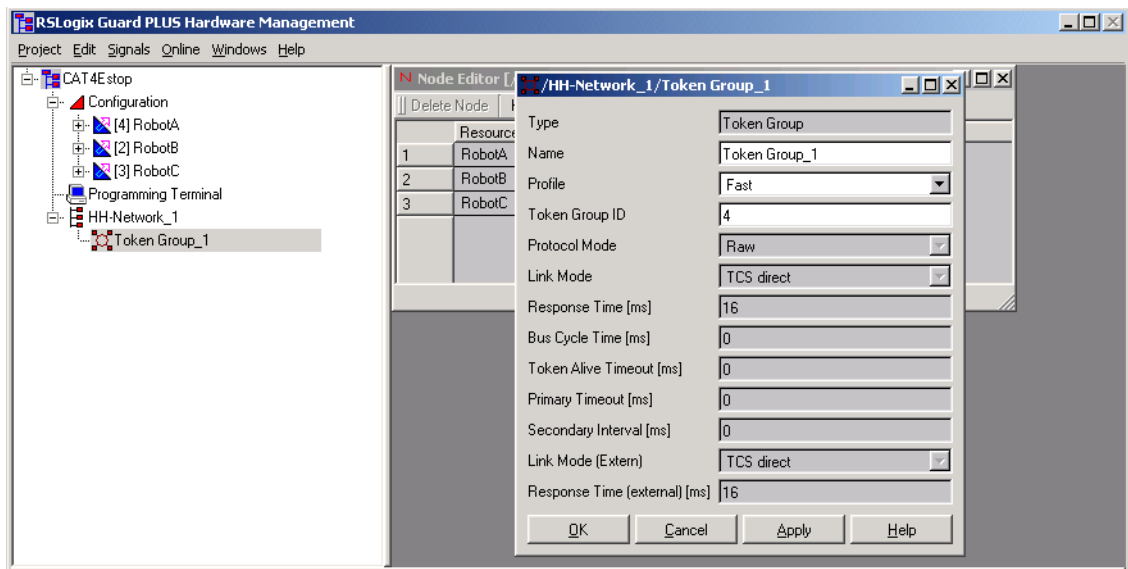 RSLogix Guard PLUS Hardware Management
Project Edit Signals Online Windows Help
CAT4Estop
Configuration
[4] RobotA
[2] RobotB
[3] RobotC
Programming Terminal
HH-Network_1
Token Group_1
Node Editor [/
Delete Node
Resource
1 RobotA
2 RobotB
3 RobotC
/HH-Network_1/Token Group_1
Type Token Group
Name Token Group_1
Profile Fast
Token Group ID 4
Protocol Mode Raw
Link Mode TCS direct
Response Time [ms] 16
Bus Cycle Time [ms] 0
Token Alive Timeout [ms] 0
Primary Timeout [ms] 0
Secondary Interval [ms] 0
Link Mode (Extern) TCS direct
Response Time (external) [ms] 16
OK Cancel Apply Help